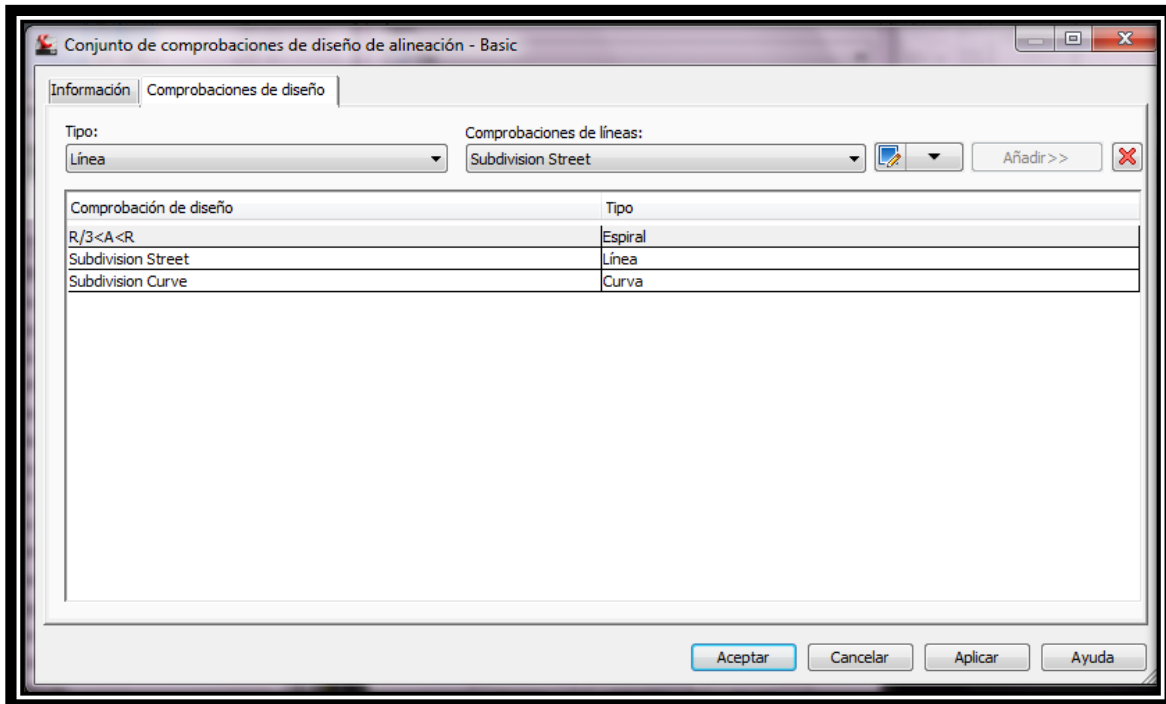 Conjunto de comprobaciones de diseño de alineación - Basic
Información Comprobaciones de diseño
Tipo: Comprobaciones de líneas:
Línea Subdivision Street Añadir>>
Comprobación de diseño Tipo
R/3<A<R Espiral
Subdivision Street Línea
Subdivision Curve Curva
Aceptar Cancelar Aplicar Ayuda